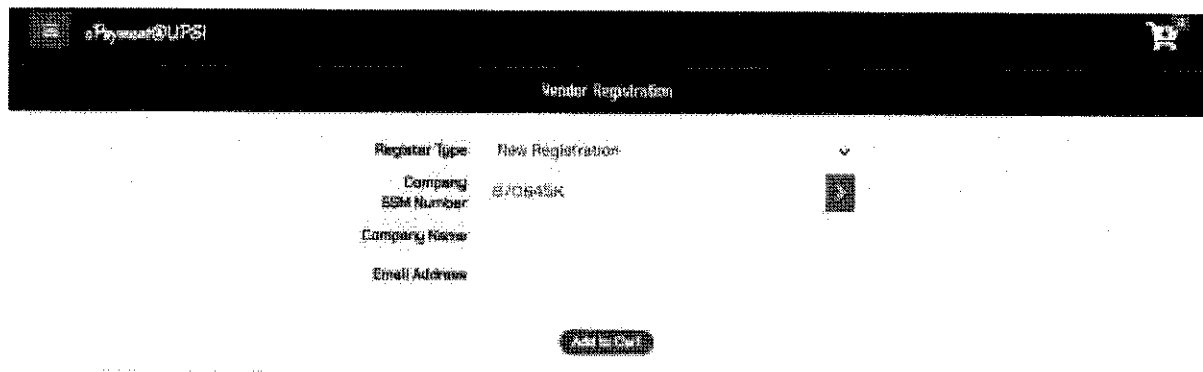 ePayment@UPSI
Vendor Registration
Register Type New Registration
Company
SSM Number
Company Name
Email Address
Add to Cart